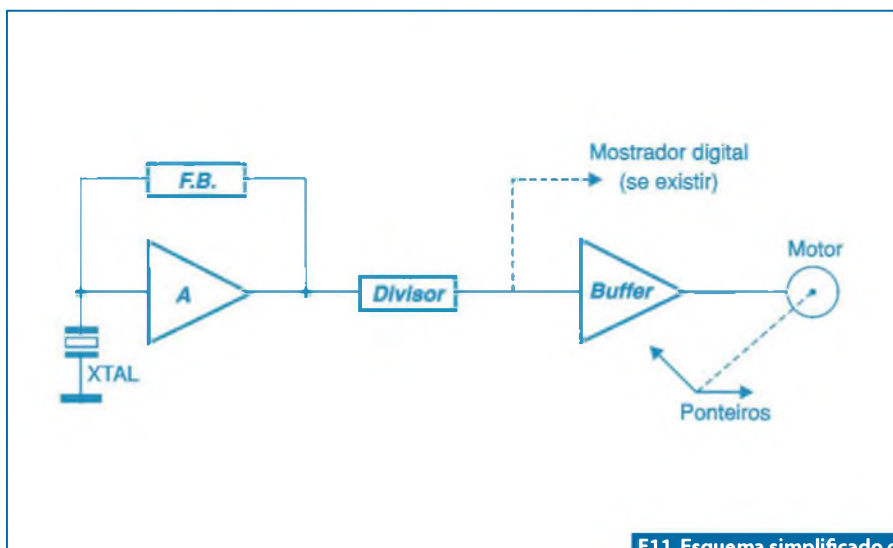 F.B.
Mostrador digital
(se existir)
Motor
A
Divisor
Buffer
XTAL
Ponteiros
F11. Esquema simplificado